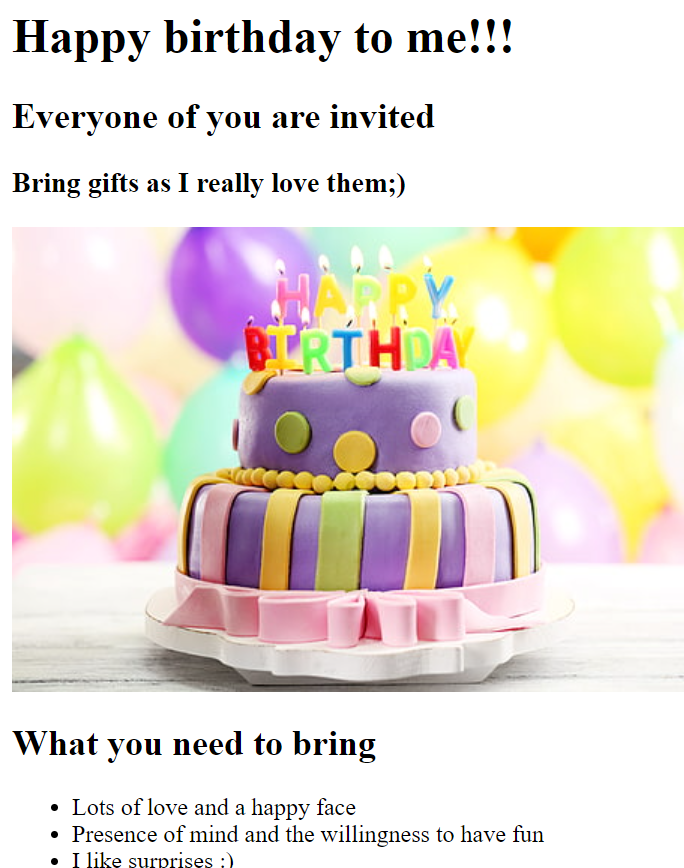 Happy birthday to me!!!
Everyone of you are invited
Bring gifts as I really love them;)
HAPPY
BIRTHDAY
What you need to bring
Lots of love and a happy face
Presence of mind and the willingness to have fun
I like surprises :)